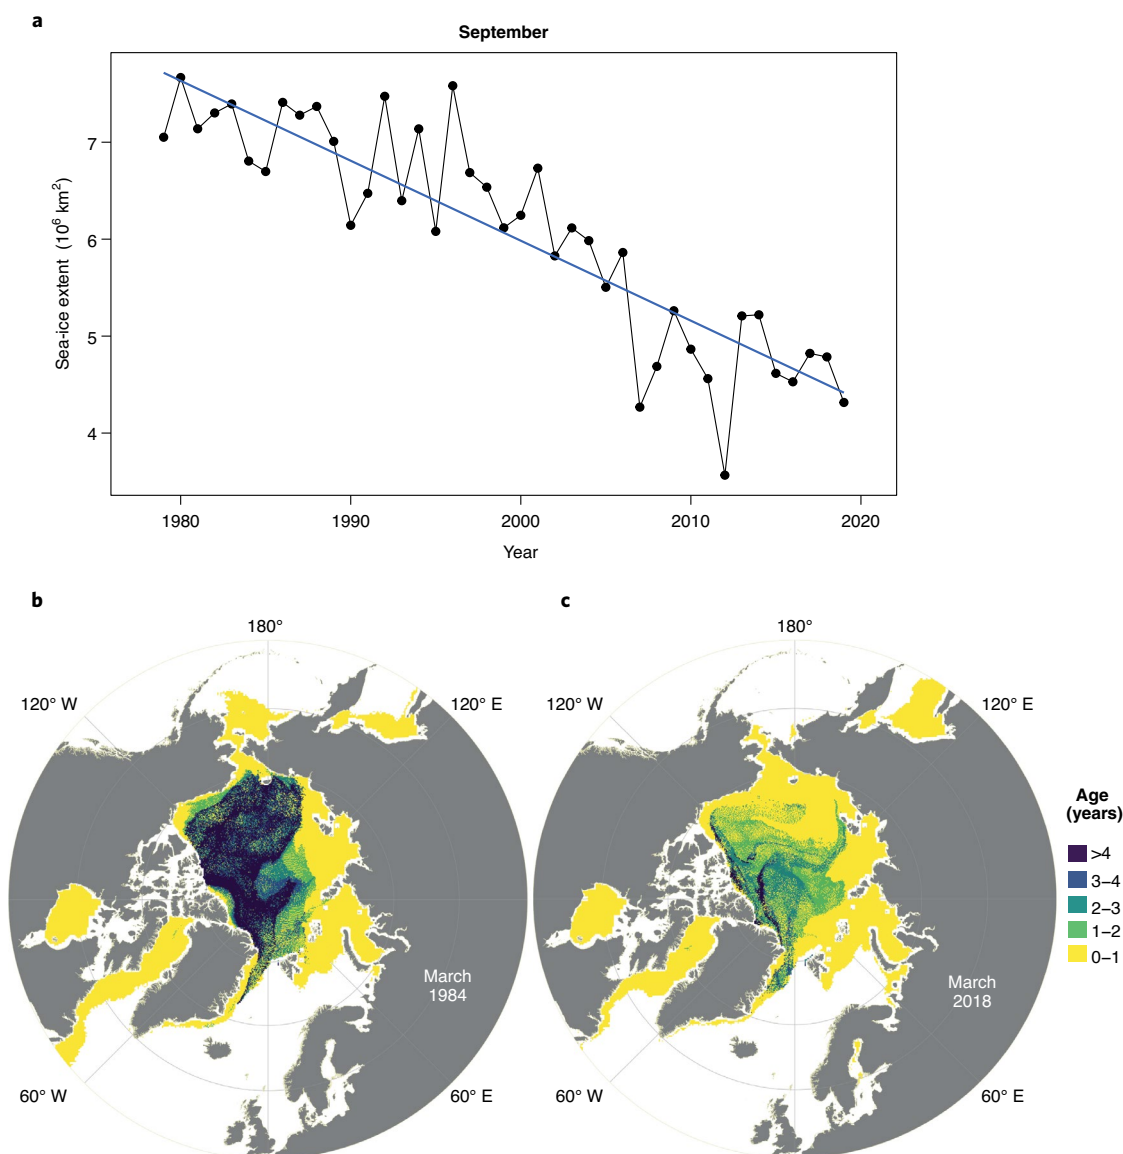 a
September
Sea-ice extent (10⁶ km²)
7
6
5
4
1980
1990
2000
2010
2020
Year
b
180°
120° W
120° E
March
1984
60° W
60° E
c
180°
120° W
120° E
March
2018
60° W
60° E
Age
(years)
>4
3–4
2–3
1–2
0–1